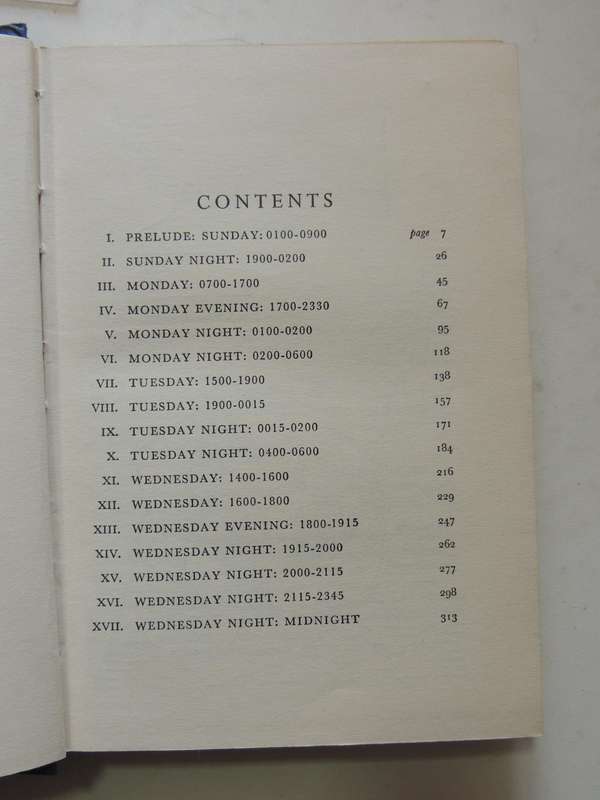 CONTENTS
I. PRELUDE: SUNDAY: 0100-0900 page 7
II. SUNDAY NIGHT: 1900-0200 26
III. MONDAY: 0700-1700 45
IV. MONDAY EVENING: 1700-2330 67
V. MONDAY NIGHT: 0100-0200 95
VI. MONDAY NIGHT: 0200-0600 118
VII. TUESDAY: 1500-1900 138
VIII. TUESDAY: 1900-0015 157
IX. TUESDAY NIGHT: 0015-0200 171
X. TUESDAY NIGHT: 0400-0600 184
XI. WEDNESDAY: 1400-1600 216
XII. WEDNESDAY: 1600-1800 229
XIII. WEDNESDAY EVENING: 1800-1915 247
XIV. WEDNESDAY NIGHT: 1915-2000 262
XV. WEDNESDAY NIGHT: 2000-2115 277
XVI. WEDNESDAY NIGHT: 2115-2345 298
XVII. WEDNESDAY NIGHT: MIDNIGHT 313